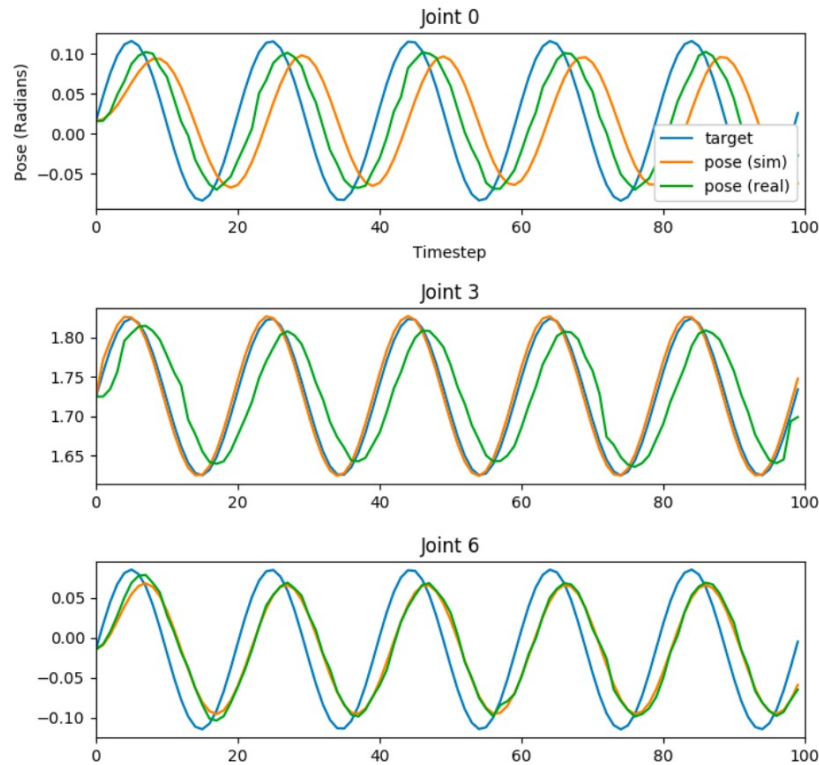 Joint 0
Pose (Radians)
0.10
0.05
0.00
−0.05
target
pose (sim)
pose (real)
0 20 40 60 80 100
Timestep
Joint 3
1.80
1.75
1.70
1.65
0 20 40 60 80 100
Joint 6
0.05
0.00
−0.05
−0.10
0 20 40 60 80 100